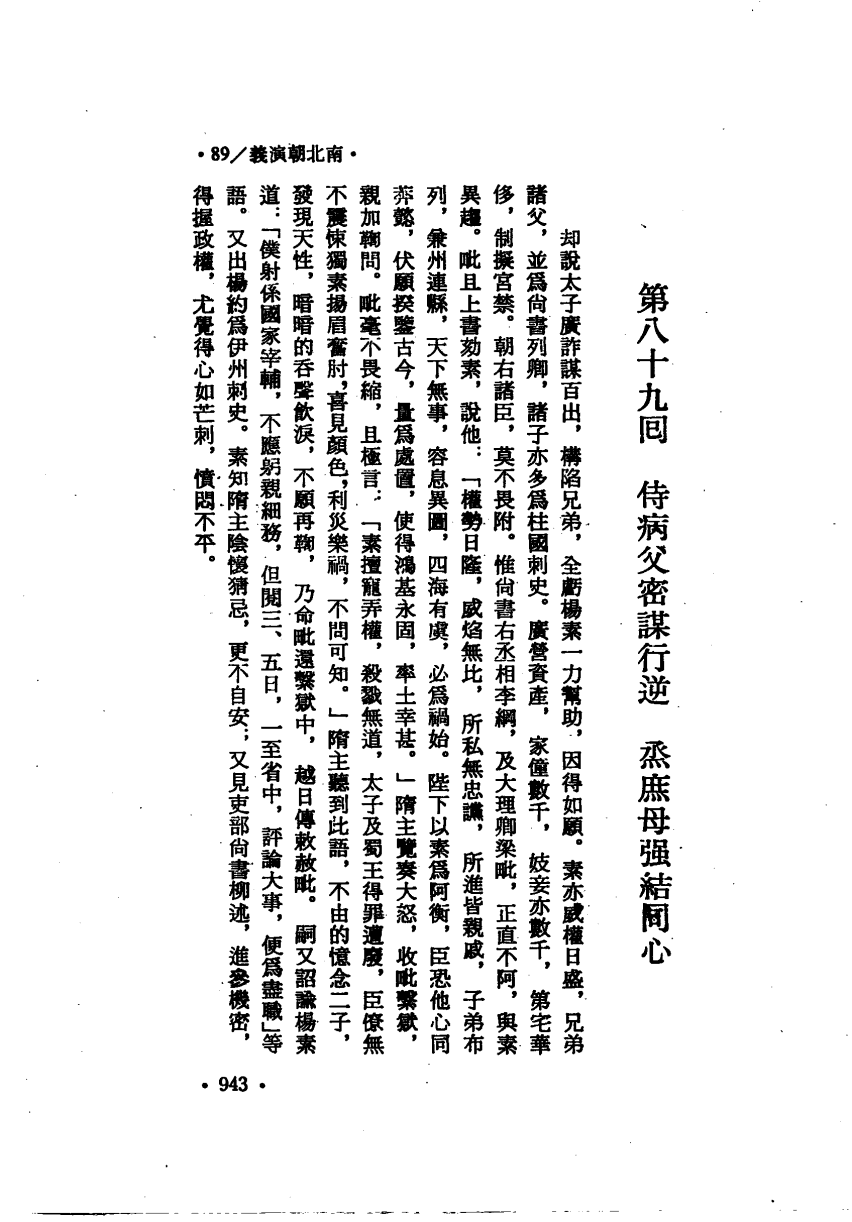 ·89／義演朝北南·
第八十九回　侍病父密謀行逆　烝庶母强結同心
却說太子廣詐謀百出，構陷兄弟，全虧楊素一力幫助，因得如願。素亦威權日盛，兄弟
諸父，並爲尙書列卿，諸子亦多爲柱國刺史。廣營資產，家僮數千，妓妾亦數千，第宅華
侈，制擬宮禁。朝右諸臣，莫不畏附。惟尙書右丞相李綱，及大理卿梁毗，正直不阿，與素
異趨。毗且上書劾素，說他：「權勢日隆，威焰無比，所私無忠讜，所進皆親戚，子弟布
列，兼州連縣，天下無事，容息異圖，四海有虞，必爲禍始。陛下以素爲阿衡，臣恐他心同
莽懿，伏願揆鑒古今，量爲處置，使得鴻基永固，率土幸甚。」隋主覽奏大怒，收毗繫獄，
親加鞫問。毗毫不畏縮，且極言：「素擅寵弄權，殺戮無道，太子及蜀王得罪遭廢，臣僚無
不震悚獨素揚眉奮肘，喜見顏色，利災樂禍，不問可知。」隋主聽到此語，不由的憶念二子，
發現天性，暗暗的吞聲飲淚，不願再鞫，乃命毗還繫獄中，越日傳敕赦毗。嗣又詔諭楊素
道：「僕射係國家宰輔，不應躬親細務，但閱三、五日，一至省中，評論大事，便爲盡職」等
語。又出楊約爲伊州刺史。素知隋主陰懷猜忌，更不自安；又見吏部尙書柳述，進參機密，
得握政權，尤覺得心如芒刺，憤悶不平。
·943·